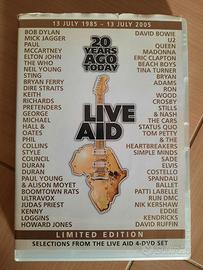 13 JULY 1985 - 13 JULY 2005
20
YEARS
AGO
TODAY
BOB DYLAN
MICK JAGGER
PAUL
MCCARTNEY
ELTON JOHN
THE WHO
NEIL YOUNG
STING
BRYAN FERRY
DIRE STRAITS
KEITH
RICHARDS
PRETENDERS
GEORGE
MICHAEL
HALL &
OATES
PHIL
COLLINS
STYLE
COUNCIL
DURAN
DURAN
PAUL YOUNG
& ALISON MOYET
BOOMTOWN RATS
ULTRAVOX
JUDAS PRIEST
KENNY
LOGGINS
HOWARD JONES
LIVE
AID
DAVID BOWIE
U2
QUEEN
MADONNA
ERIC CLAPTON
BEACH BOYS
TINA TURNER
BRYAN
ADAMS
RON
WOOD
CROSBY
STILLS
& NASH
THE CARS
STATUS QUO
TOM PETTY
& THE
HEARTBREAKERS
SIMPLE MINDS
SADE
ELVIS
COSTELLO
SPANDAU
BALLET
PATTI LABELLE
RUN DMC
NIK KERSHAW
EDDIE
KENDRICKS
DAVID RUFFIN
LIMITED EDITION
SELECTIONS FROM THE LIVE AID 4-DVD SET
subito